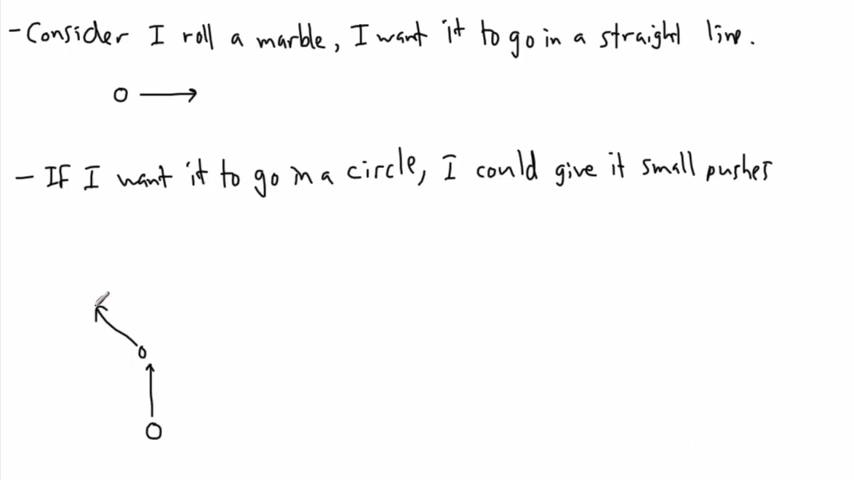 - Consider I roll a marble, I want it to go in a straight line.
- If I want it to go in a circle, I could give it small pushes